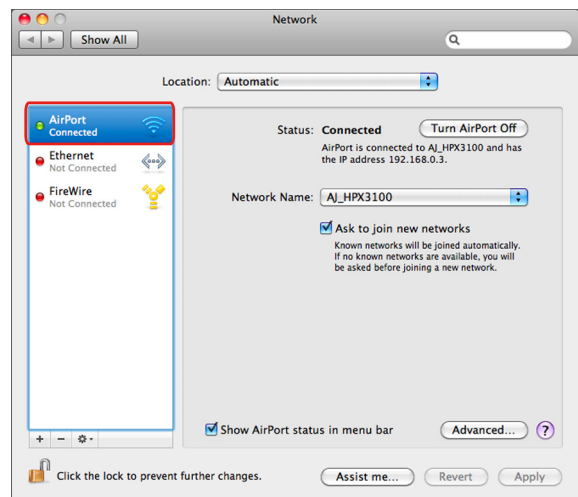 Network
Show All
Location: Automatic
AirPort
Connected
Ethernet
Not Connected
FireWire
Not Connected
Status: Connected
Turn AirPort Off
AirPort is connected to AJ_HPX3100 and has
the IP address 192.168.0.3.
Network Name: AJ_HPX3100
Ask to join new networks
Known networks will be joined automatically.
If no known networks are available, you will
be asked before joining a new network.
Show AirPort status in menu bar
Advanced... ?
Click the lock to prevent further changes.
Assist me...
Revert
Apply